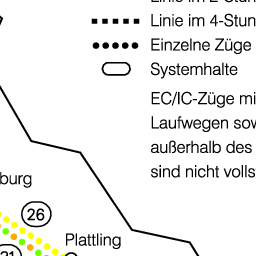 Linie im 2-Stun
Linie im 4-Stun
Einzelne Züge
Systemhalte
EC/IC-Züge mi
Laufwegen sow
außerhalb des
sind nicht volls
burg
26
Plattling
21